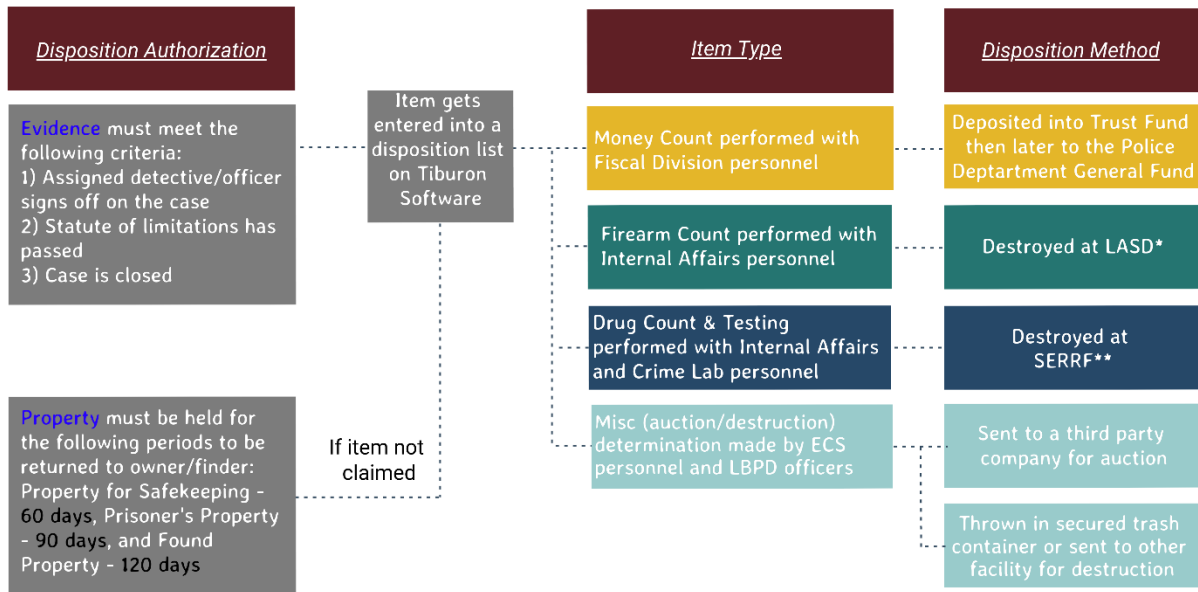 Disposition Authorization
Evidence must meet the
following criteria:
1) Assigned detective/officer
signs off on the case
2) Statute of limitations has
passed
3) Case is closed
Property must be held for
the following periods to be
returned to owner/finder:
Property for Safekeeping -
60 days, Prisoner's Property
- 90 days, and Found
Property - 120 days
If item not
claimed
Item gets
entered into a
disposition list
on Tiburon
Software
Item Type
Money Count performed with
Fiscal Division personnel
Firearm Count performed with
Internal Affairs personnel
Drug Count & Testing
performed with Internal Affairs
and Crime Lab personnel
Misc (auction/destruction)
determination made by ECS
personnel and LBPD officers
Disposition Method
Deposited into Trust Fund
then later to the Police
Deptartment General Fund
Destroyed at LASD*
Destroyed at
SERRF**
Sent to a third party
company for auction
Thrown in secured trash
container or sent to other
facility for destruction